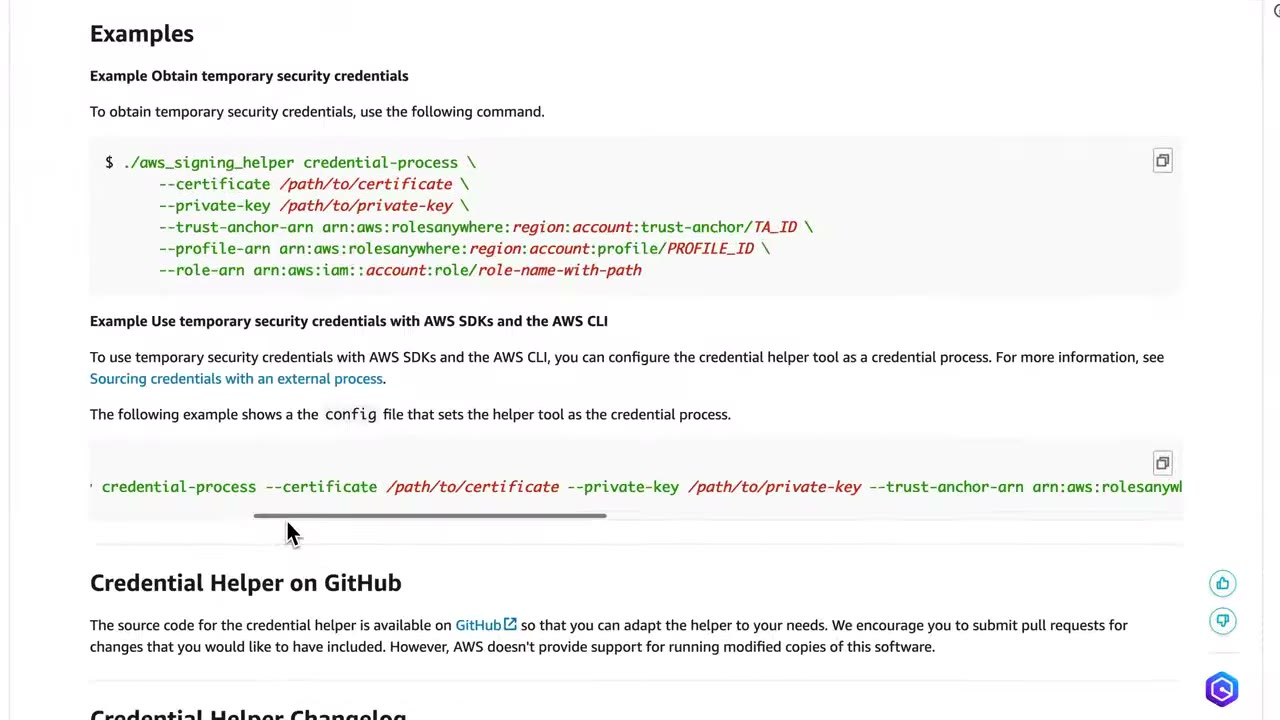 Examples
Example Obtain temporary security credentials
To obtain temporary security credentials, use the following command.
$ ./aws_signing_helper credential-process \
--certificate /path/to/certificate \
--private-key /path/to/private-key \
--trust-anchor-arn arn:aws:rolesanywhere:region:account:trust-anchor/TA_ID \
--profile-arn arn:aws:rolesanywhere:region:account:profile/PROFILE_ID \
--role-arn arn:aws:iam::account:role/role-name-with-path
Example Use temporary security credentials with AWS SDKs and the AWS CLI
To use temporary security credentials with AWS SDKs and the AWS CLI, you can configure the credential helper tool as a credential process. For more information, see
Sourcing credentials with an external process.
The following example shows a the config file that sets the helper tool as the credential process.
credential-process --certificate /path/to/certificate --private-key /path/to/private-key --trust-anchor-arn arn:aws:rolesanywh
Credential Helper on GitHub
The source code for the credential helper is available on GitHub so that you can adapt the helper to your needs. We encourage you to submit pull requests for
changes that you would like to have included. However, AWS doesn't provide support for running modified copies of this software.
Credential Helper Changelog